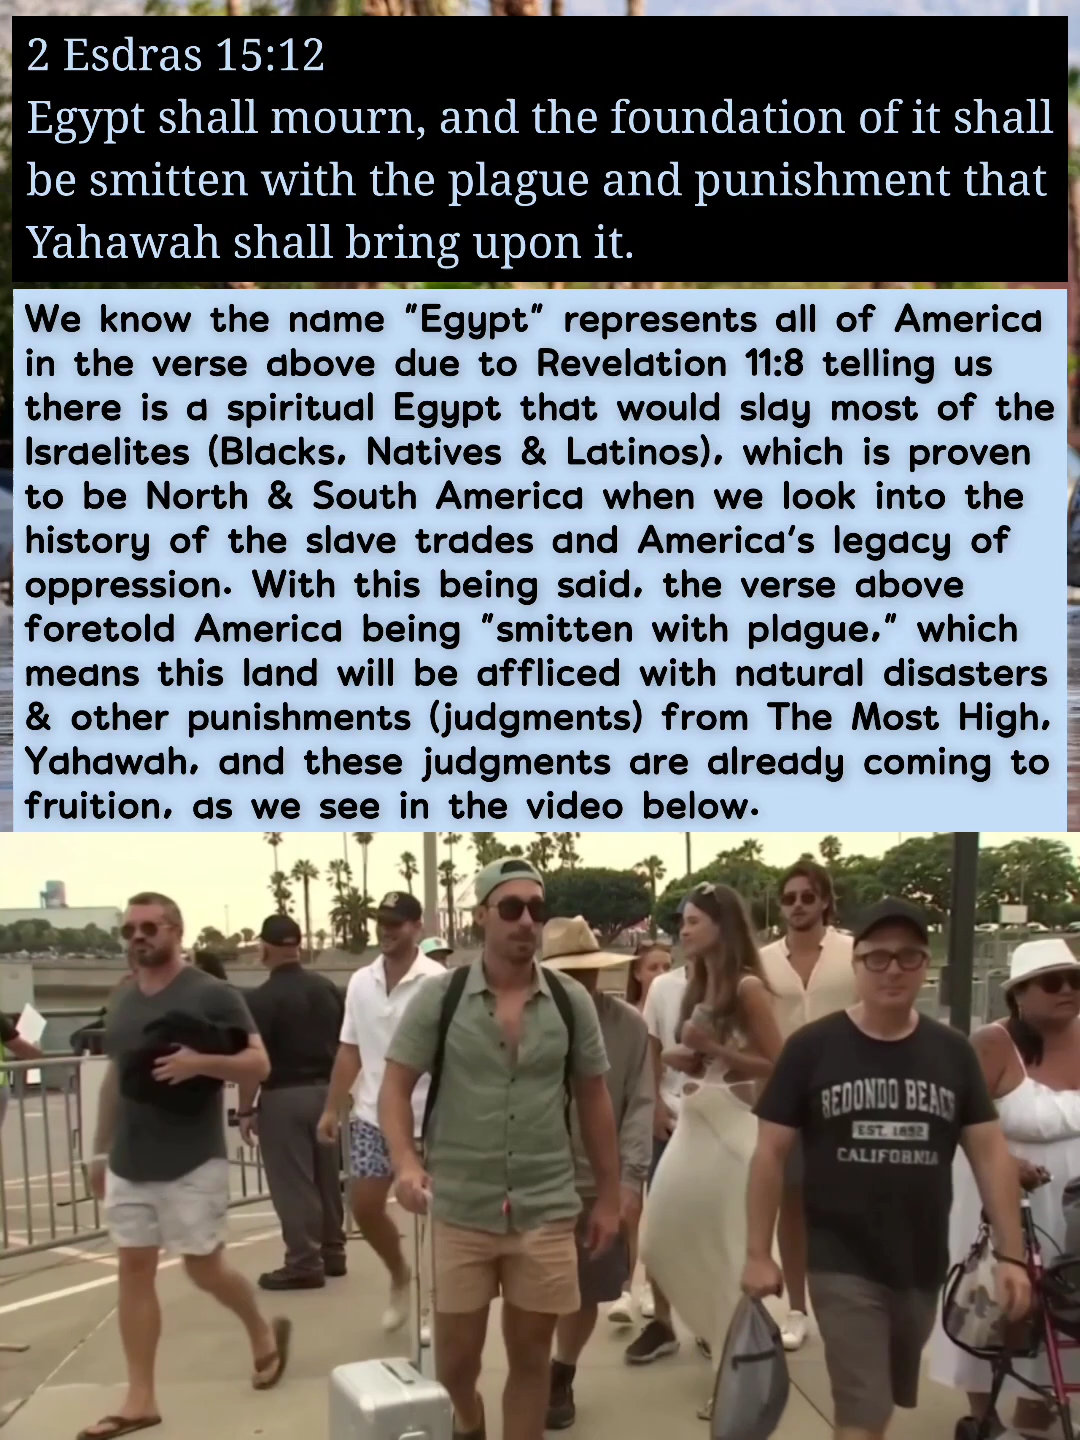 2 Esdras 15:12
Egypt shall mourn, and the foundation of it shall
be smitten with the plague and punishment that
Yahawah shall bring upon it.
We know the name "Egypt" represents all of America
in the verse above due to Revelation 11:8 telling us
there is a spiritual Egypt that would slay most of the
Israelites (Blacks, Natives & Latinos), which is proven
to be North & South America when we look into the
history of the slave trades and America's legacy of
oppression. With this being said, the verse above
foretold America being "smitten with plague," which
means this land will be affliced with natural disasters
& other punishments (judgments) from The Most High,
Yahawah, and these judgments are already coming to
fruition, as we see in the video below.
REDONDO BEACH
EST. 1892
CALIFORNIA